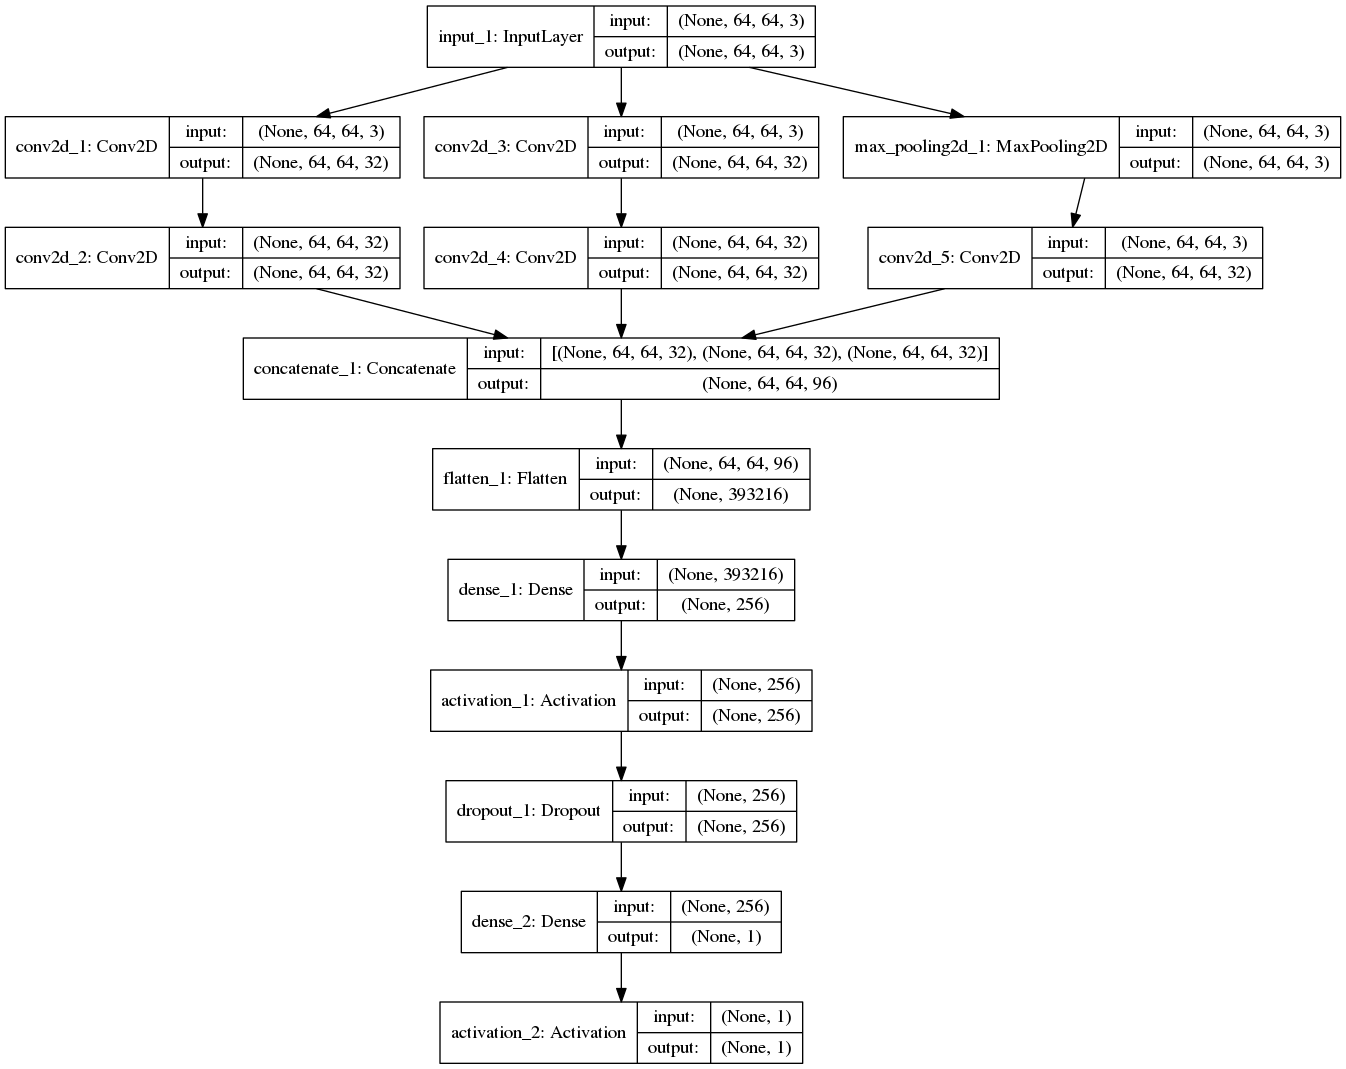 input_1: InputLayer
input: (None, 64, 64, 3)
output: (None, 64, 64, 3)
conv2d_1: Conv2D
input: (None, 64, 64, 3)
output: (None, 64, 64, 32)
conv2d_3: Conv2D
input: (None, 64, 64, 3)
output: (None, 64, 64, 32)
max_pooling2d_1: MaxPooling2D
input: (None, 64, 64, 3)
output: (None, 64, 64, 3)
conv2d_2: Conv2D
input: (None, 64, 64, 32)
output: (None, 64, 64, 32)
conv2d_4: Conv2D
input: (None, 64, 64, 32)
output: (None, 64, 64, 32)
conv2d_5: Conv2D
input: (None, 64, 64, 3)
output: (None, 64, 64, 32)
concatenate_1: Concatenate
input: [(None, 64, 64, 32), (None, 64, 64, 32), (None, 64, 64, 32)]
output: (None, 64, 64, 96)
flatten_1: Flatten
input: (None, 64, 64, 96)
output: (None, 393216)
dense_1: Dense
input: (None, 393216)
output: (None, 256)
activation_1: Activation
input: (None, 256)
output: (None, 256)
dropout_1: Dropout
input: (None, 256)
output: (None, 256)
dense_2: Dense
input: (None, 256)
output: (None, 1)
activation_2: Activation
input: (None, 1)
output: (None, 1)